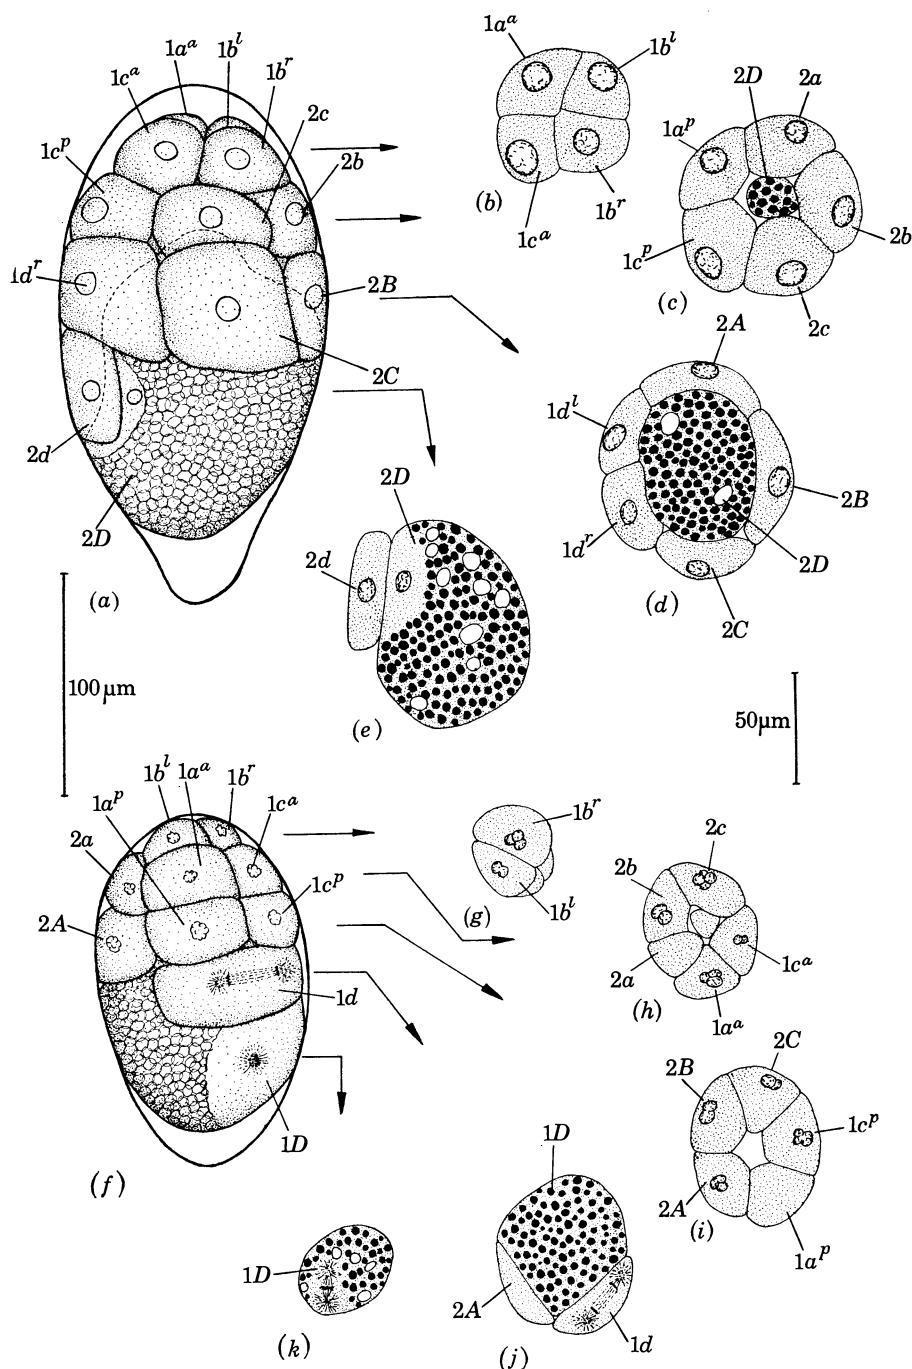 1a^a
1b^l
1b^r
1c^a
2c
1c^p
2b
1d^r
2B
2C
2d
2D
(a)
1a^a
1b^l
(b)
1b^r
1c^a
2D
2a
1a^p
2b
1c^p
(c)
2c
2A
1d^l
2B
1d^r
2D
(d)
2C
2D
2d
(e)
100 μm
50μm
1b^l
1a^a
1b^r
1a^p
1c^a
2a
1c^p
2A
1d
1D
(f)
1b^r
(g)
1b^l
2c
2b
1c^a
2a
(h)
1a^a
2C
2B
1c^p
2A
(i)
1a^p
1D
2A
1d
(j)
1D
(k)